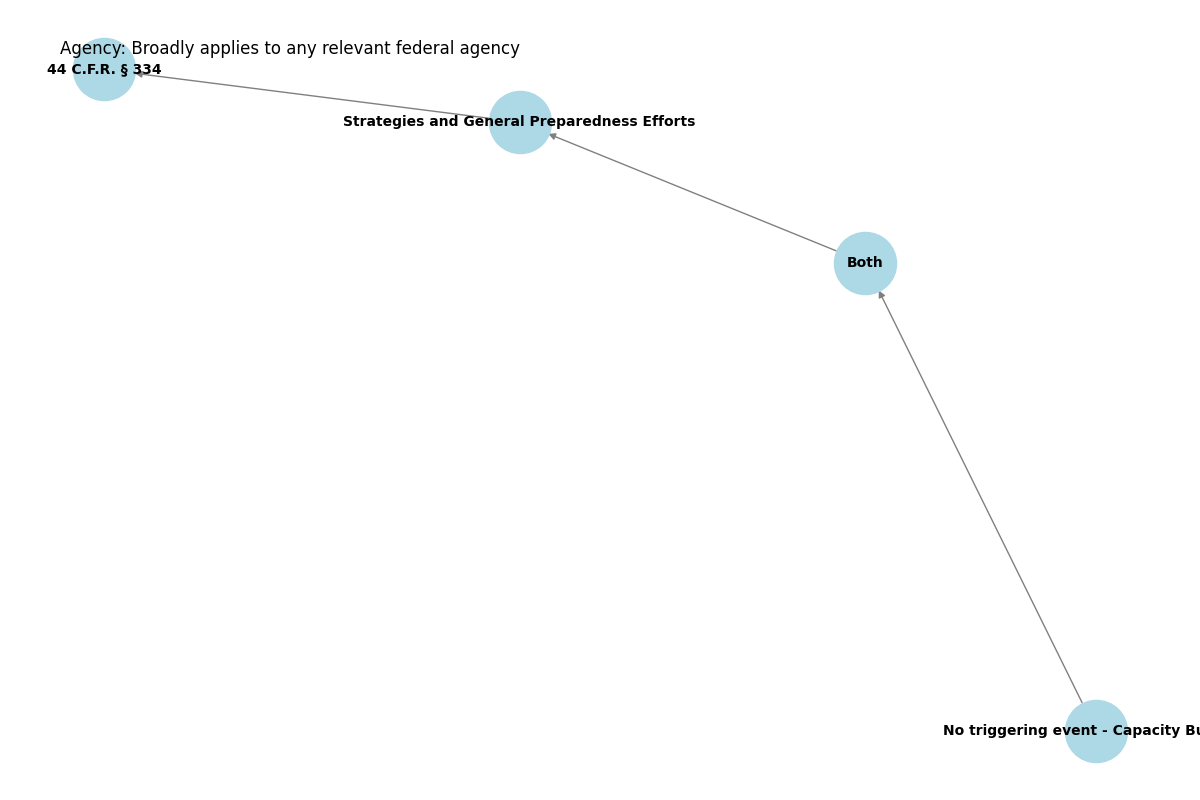 Agency: Broadly applies to any relevant federal agency
44 C.F.R. § 334
Strategies and General Preparedness Efforts
Both
No triggering event - Capacity